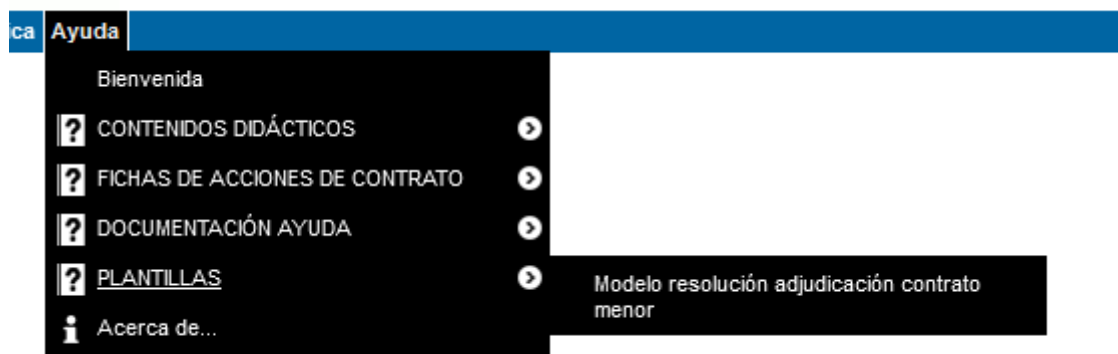 ica Ayuda
Bienvenida
CONTENIDOS DIDÁCTICOS
FICHAS DE ACCIONES DE CONTRATO
DOCUMENTACIÓN AYUDA
PLANTILLAS
Modelo resolución adjudicación contrato
menor
Acerca de...